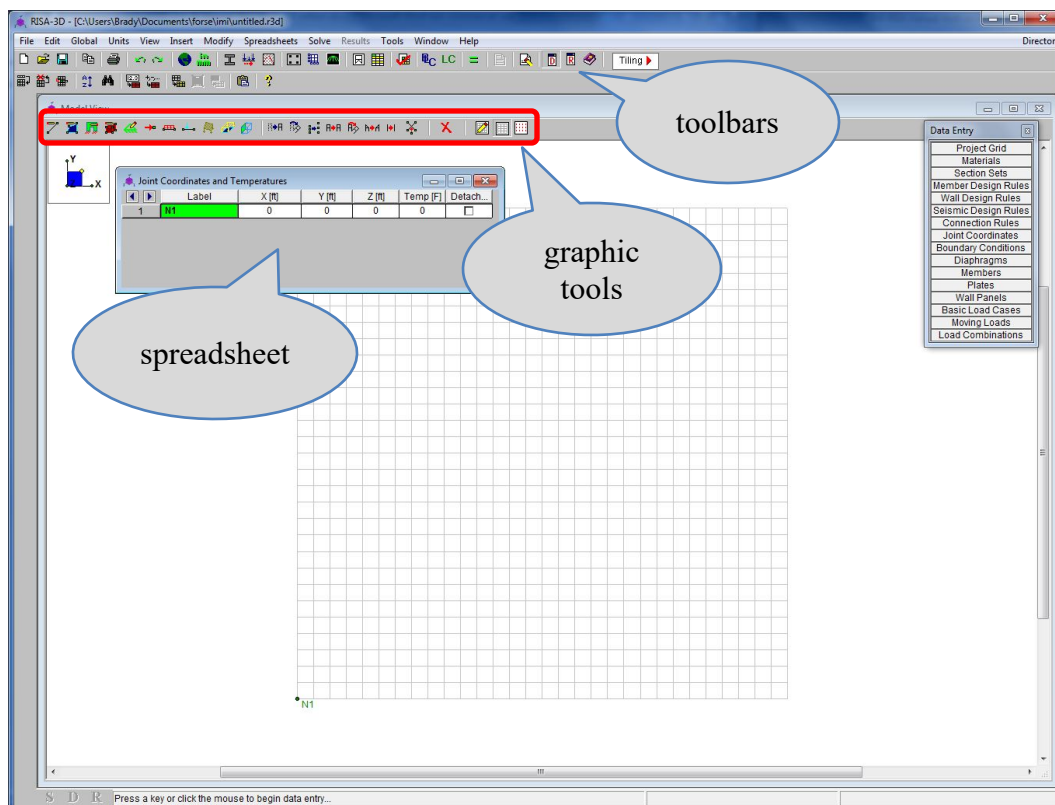 RISA-3D - [C:\Users\Brady\Documents\forse\imi\untitled.r3d]
File Edit Global Units View Insert Modify Spreadsheets Solve Results Tools Window Help Director
LC Tiling
toolbars
Data Entry
Project Grid
Materials
Section Sets
Member Design Rules
Wall Design Rules
Seismic Design Rules
Connection Rules
Joint Coordinates
Boundary Conditions
Diaphragms
Members
Plates
Wall Panels
Basic Load Cases
Moving Loads
Load Combinations
Y
X
Joint Coordinates and Temperatures
Label X [ft] Y [ft] Z [ft] Temp [F] Detach...
1 N1 0 0 0 0
graphic
tools
spreadsheet
N1
S D R Press a key or click the mouse to begin data entry...